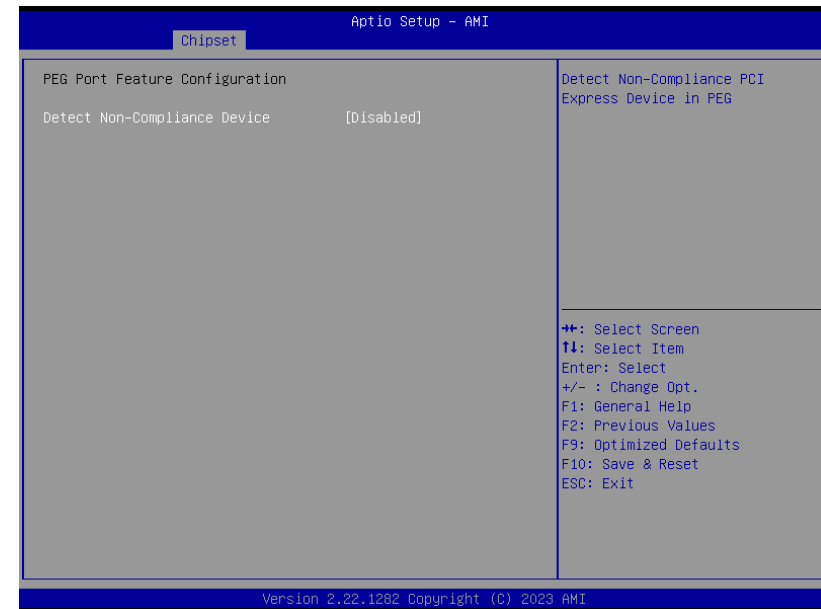 Aptio Setup – AMI
Chipset
PEG Port Feature Configuration
Detect Non-Compliance Device [Disabled]
Detect Non-Compliance PCI
Express Device in PEG
→←: Select Screen
↑↓: Select Item
Enter: Select
+/- : Change Opt.
F1: General Help
F2: Previous Values
F9: Optimized Defaults
F10: Save & Reset
ESC: Exit
Version 2.22.1282 Copyright (C) 2023 AMI